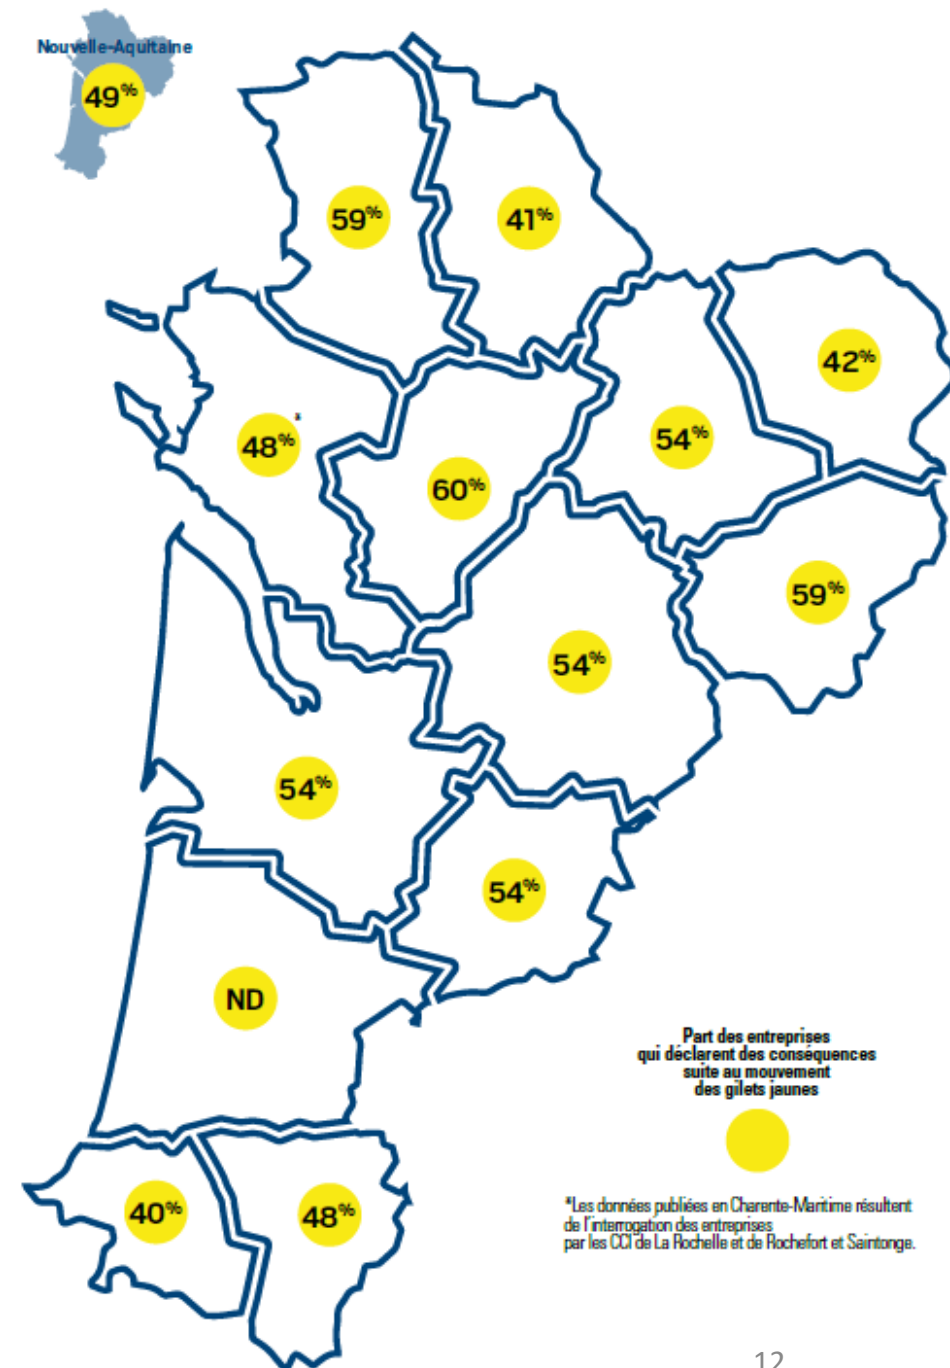 Nouvelle-Aquitaine
49%
59%
41%
42%
48%*
54%
60%
59%
54%
54%
54%
ND
Part des entreprises
qui déclarent des conséquences
suite au mouvement
des gilets jaunes
40%
48%
*Les données publiées en Charente-Maritime résultent
de l'interrogation des entreprises
par les CCI de La Rochelle et de Rochefort et Saintonge.
12